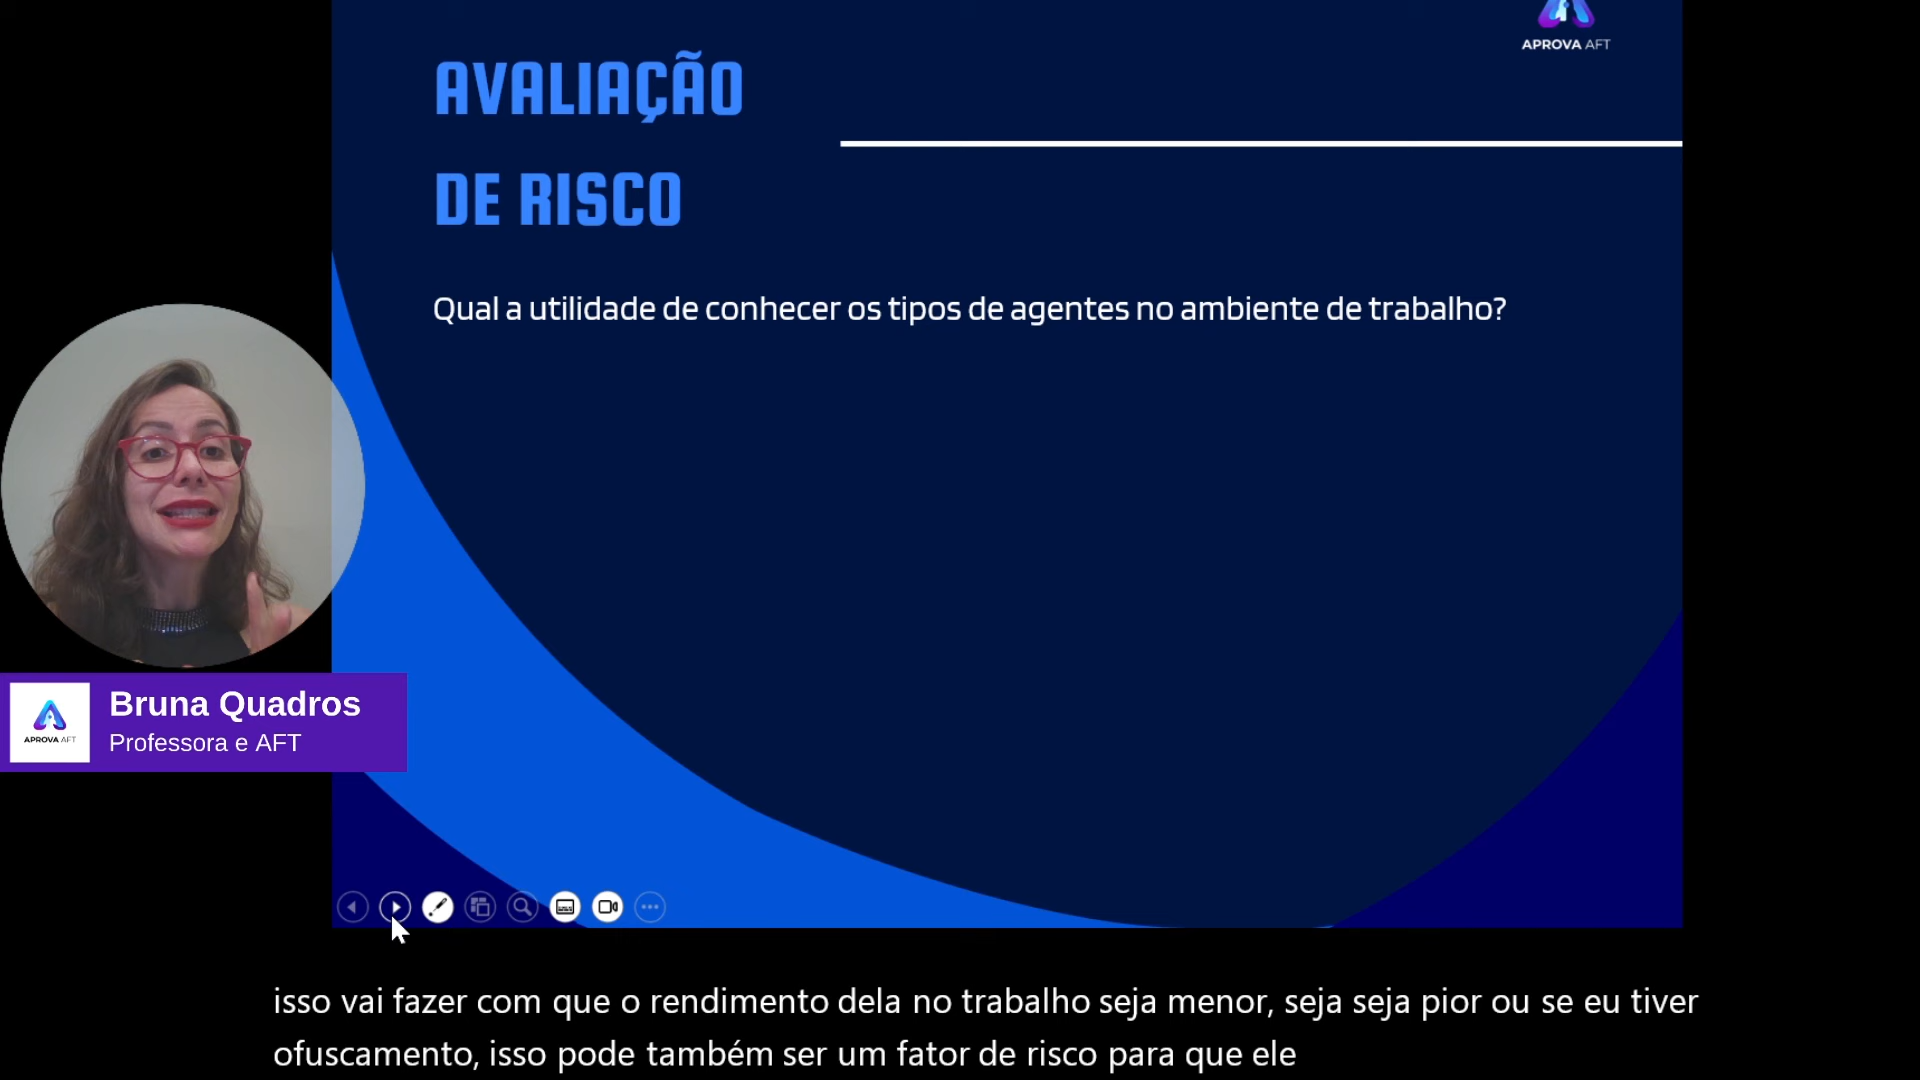 APROVA AFT
AVALIAÇÃO
DE RISCO
Qual a utilidade de conhecer os tipos de agentes no ambiente de trabalho?
Bruna Quadros
Professora e AFT
APROVA AFT
isso vai fazer com que o rendimento dela no trabalho seja menor, seja seja pior ou se eu tiver
ofuscamento, isso pode também ser um fator de risco para que ele